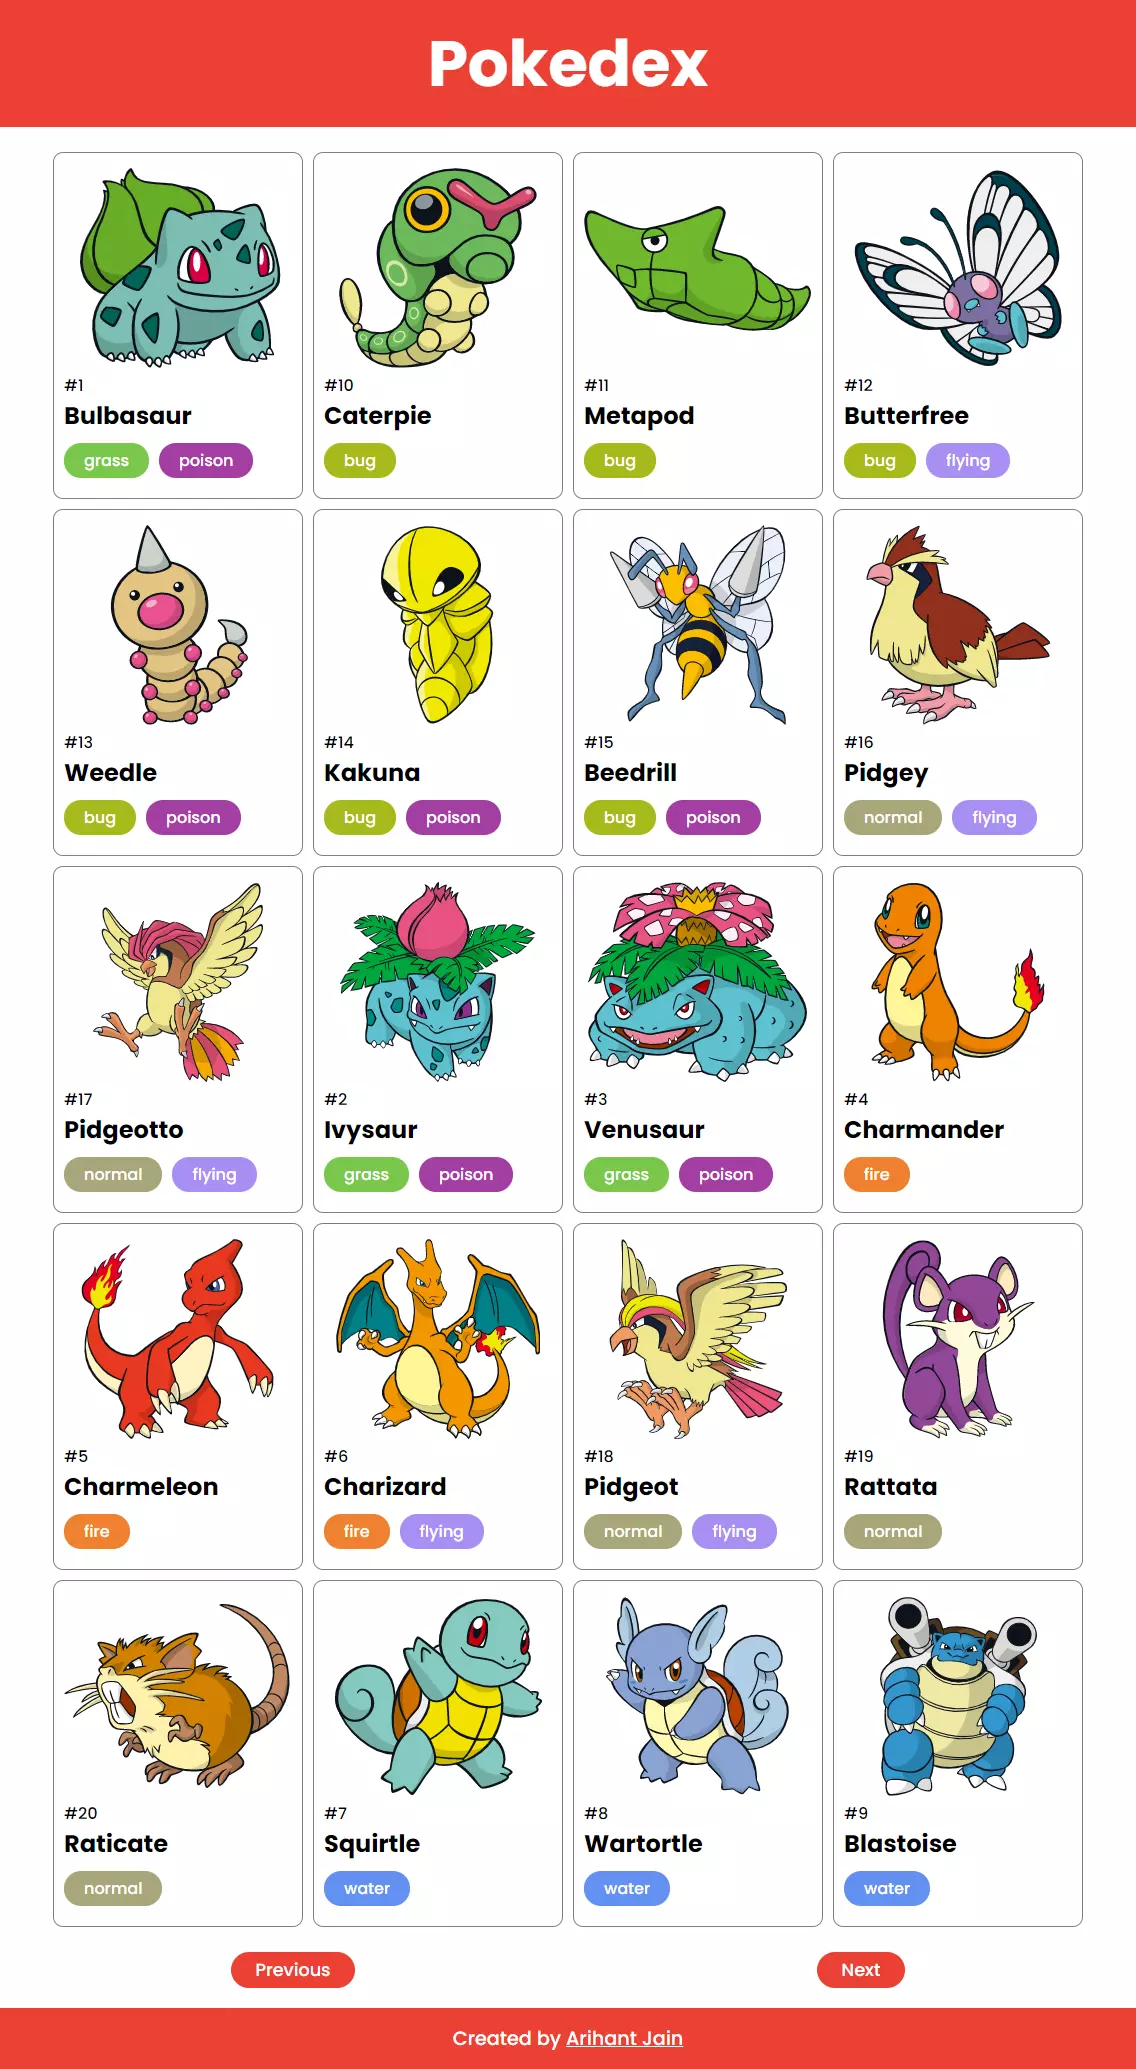 Pokedex
#1
Bulbasaur
grass poison
#10
Caterpie
bug
#11
Metapod
bug
#12
Butterfree
bug flying
#13
Weedle
bug poison
#14
Kakuna
bug poison
#15
Beedrill
bug poison
#16
Pidgey
normal flying
#17
Pidgeotto
normal flying
#2
Ivysaur
grass poison
#3
Venusaur
grass poison
#4
Charmander
fire
#5
Charmeleon
fire
#6
Charizard
fire flying
#18
Pidgeot
normal flying
#19
Rattata
normal
#20
Raticate
normal
#7
Squirtle
water
#8
Wartortle
water
#9
Blastoise
water
Previous Next
Created by Arihant Jain